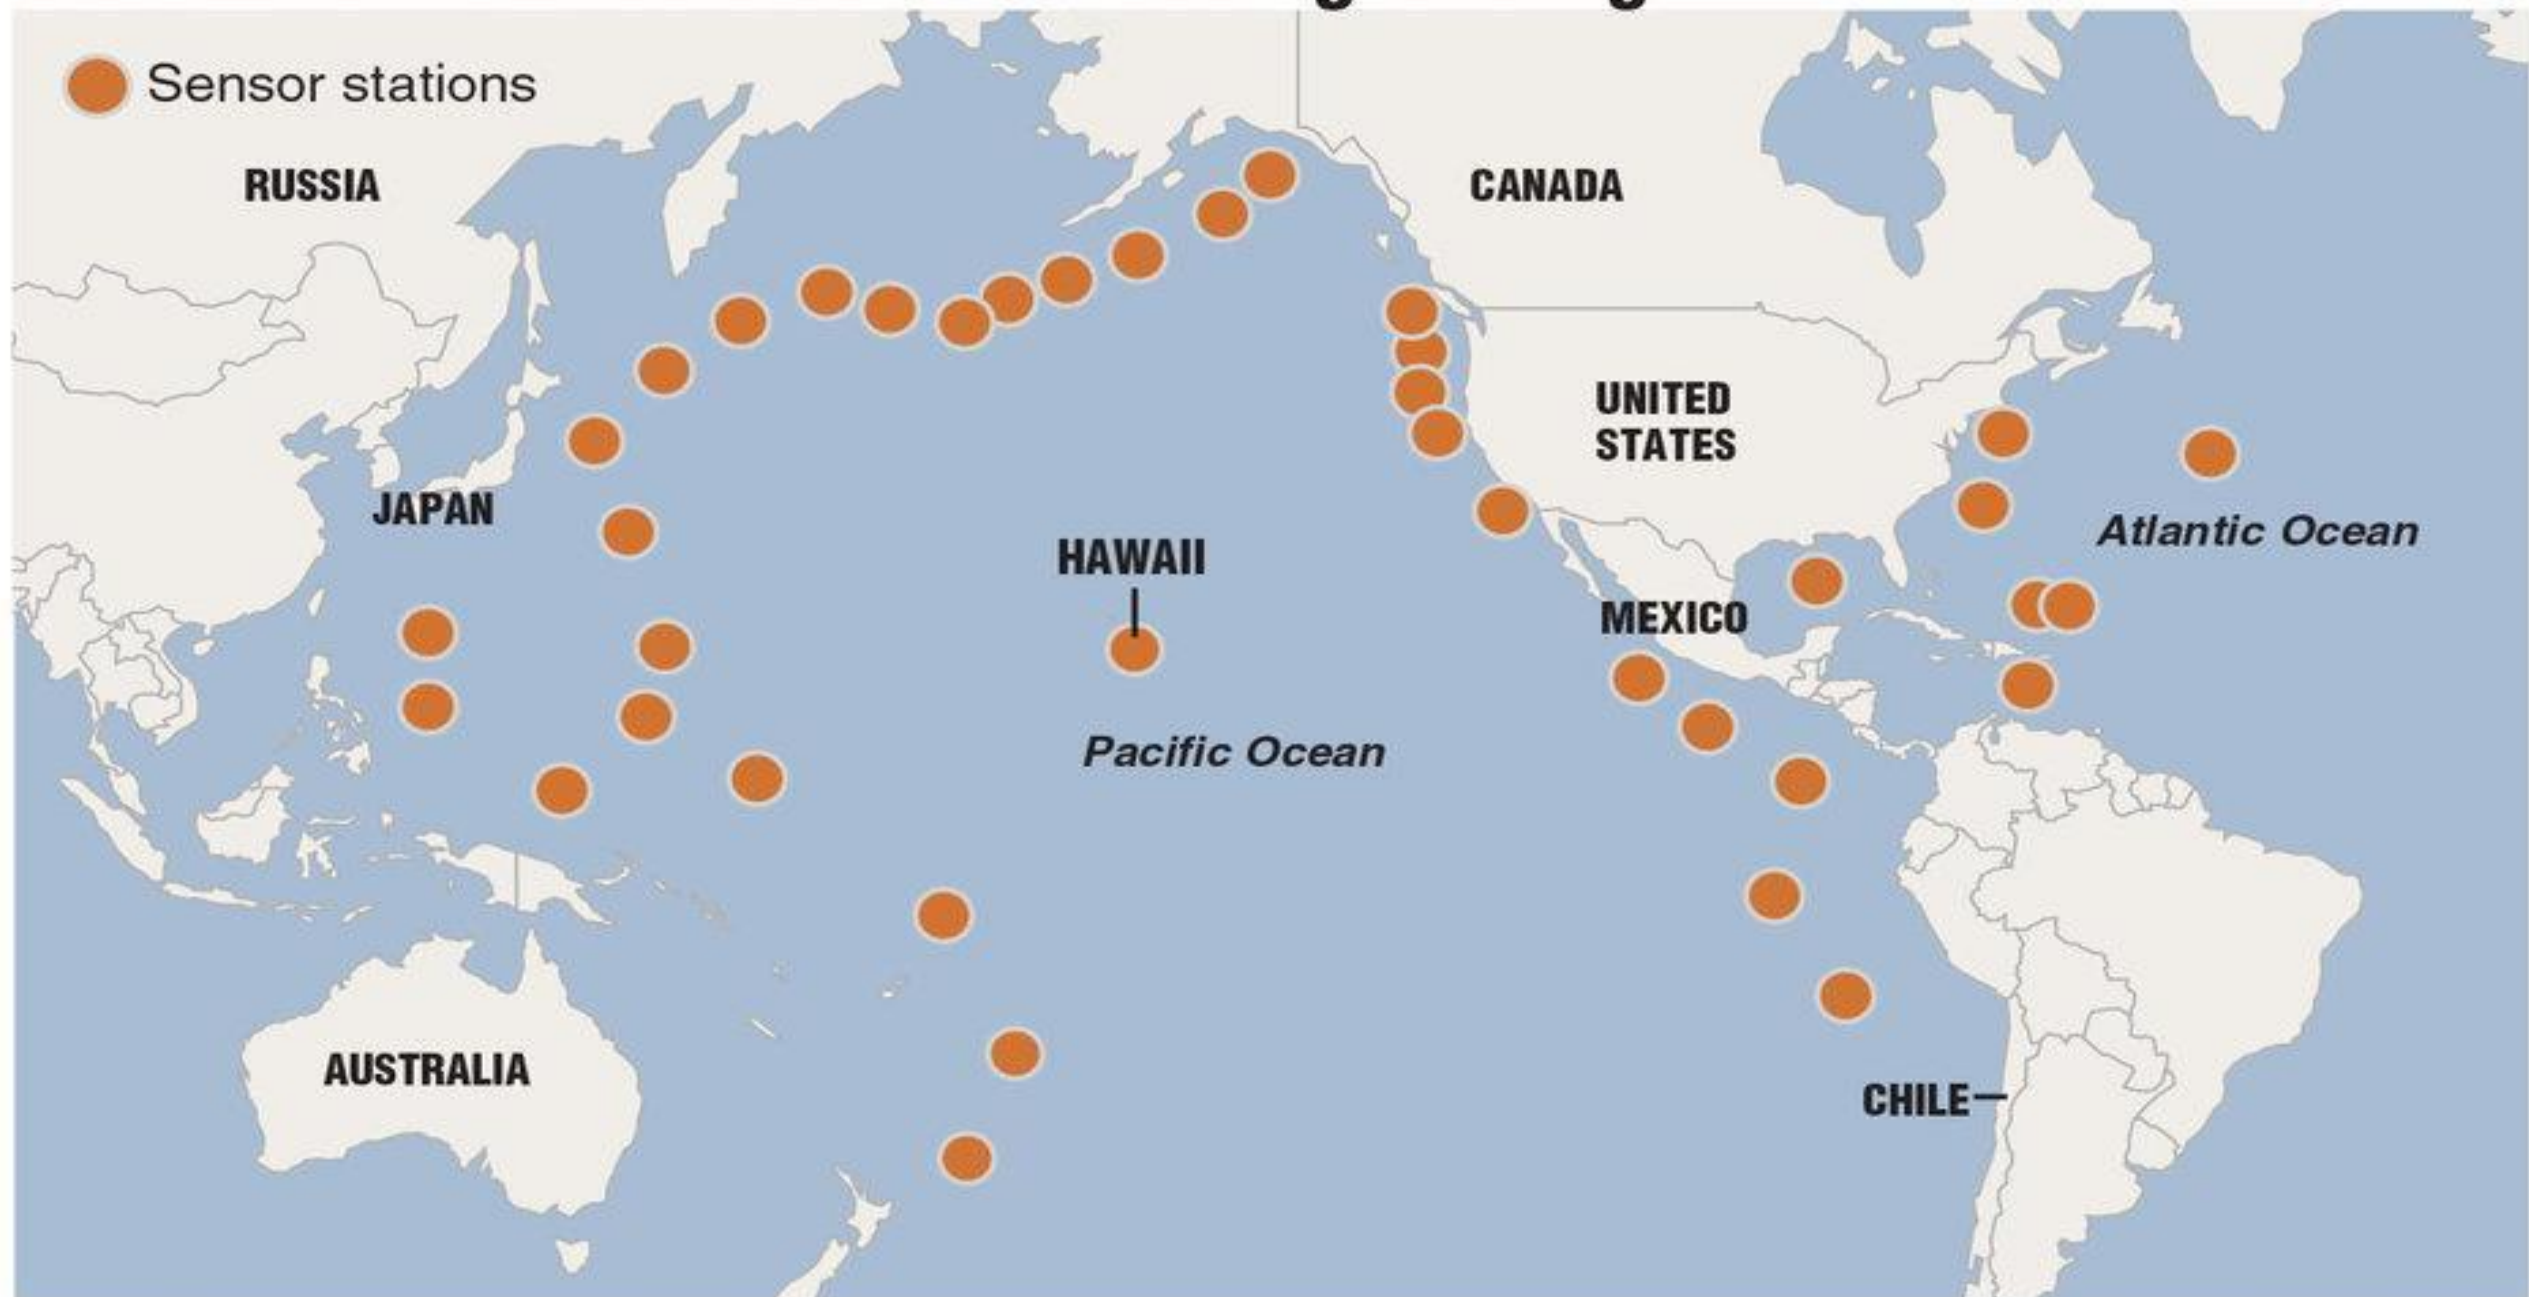 Sensor stations
RUSSIA
CANADA
UNITED
STATES
JAPAN
HAWAII
Atlantic Ocean
MEXICO
Pacific Ocean
AUSTRALIA
CHILE